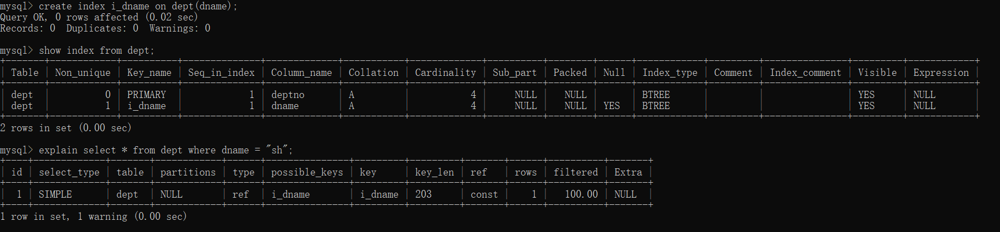 mysql> create index i_dname on dept(dname);
Query OK, 0 rows affected (0.02 sec)
Records: 0  Duplicates: 0  Warnings: 0
mysql> show index from dept;
+-------+------------+----------+--------------+-------------+-----------+-------------+----------+--------+------+------------+---------+---------------+---------+------------+
| Table | Non_unique | Key_name | Seq_in_index | Column_name | Collation | Cardinality | Sub_part | Packed | Null | Index_type | Comment | Index_comment | Visible | Expression |
+-------+------------+----------+--------------+-------------+-----------+-------------+----------+--------+------+------------+---------+---------------+---------+------------+
| dept  |          0 | PRIMARY  |            1 | deptno      | A         |           4 |     NULL |   NULL |      | BTREE      |         |               | YES     | NULL       |
| dept  |          1 | i_dname  |            1 | dname       | A         |           4 |     NULL |   NULL | YES  | BTREE      |         |               | YES     | NULL       |
+-------+------------+----------+--------------+-------------+-----------+-------------+----------+--------+------+------------+---------+---------------+---------+------------+
2 rows in set (0.00 sec)
mysql> explain select * from dept where dname = "sh";
+----+-------------+-------+------------+------+---------------+---------+---------+-------+------+----------+-------+
| id | select_type | table | partitions | type | possible_keys | key     | key_len | ref   | rows | filtered | Extra |
+----+-------------+-------+------------+------+---------------+---------+---------+-------+------+----------+-------+
|  1 | SIMPLE      | dept  | NULL       | ref  | i_dname       | i_dname | 203     | const |    1 |   100.00 | NULL  |
+----+-------------+-------+------------+------+---------------+---------+---------+-------+------+----------+-------+
1 row in set, 1 warning (0.00 sec)